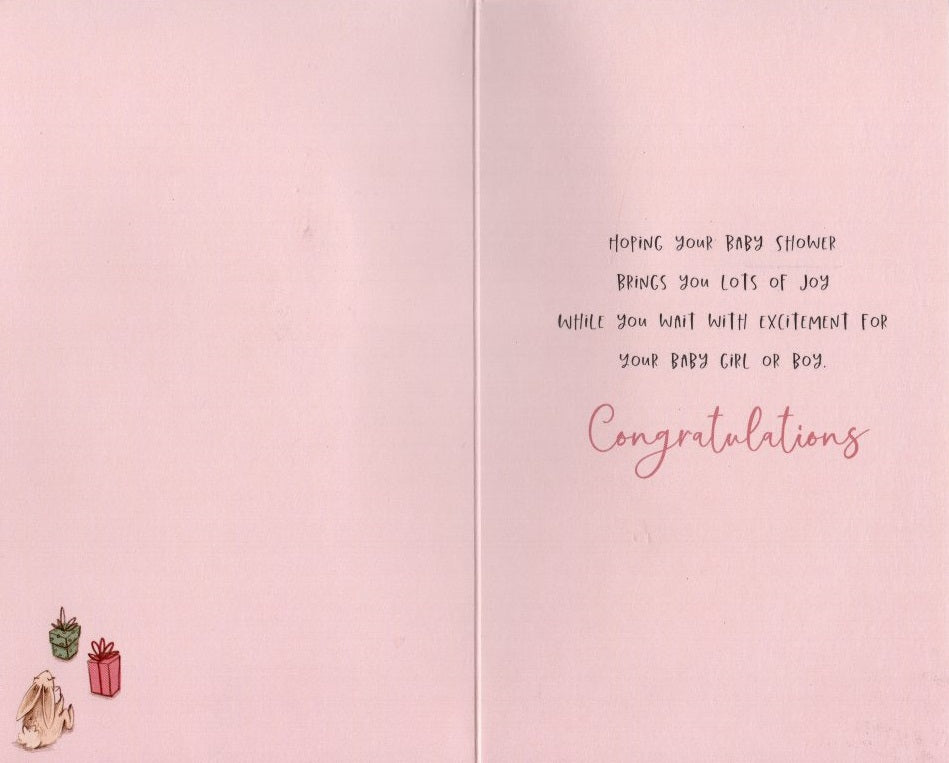 HOPING YOUR BABY SHOWER
BRINGS YOU LOTS OF JOY
WHILE YOU WAIT WITH EXCITEMENT FOR
YOUR BABY GIRL OR BOY.
Congratulations